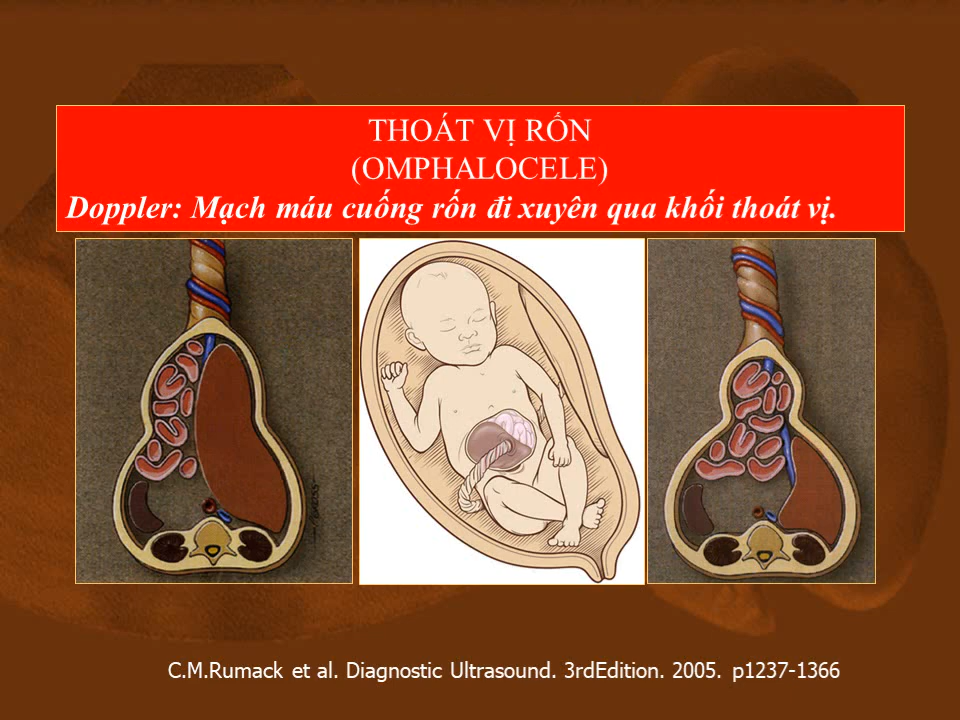 THOÁT VỊ RỐN
(OMPHALOCELE)
Doppler: Mạch máu cuống rốn đi xuyên qua khối thoát vị.
C.M.Rumack et al. Diagnostic Ultrasound. 3rdEdition. 2005. p1237-1366